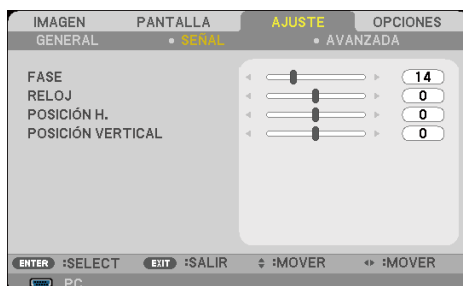 IMAGEN PANTALLA AJUSTE OPCIONES
GENERAL • SEÑAL • AVANZADA
FASE 14
RELOJ 0
POSICIÓN H. 0
POSICIÓN VERTICAL 0
ENTER :SELECT EXIT :SALIR :MOVER :MOVER
PC